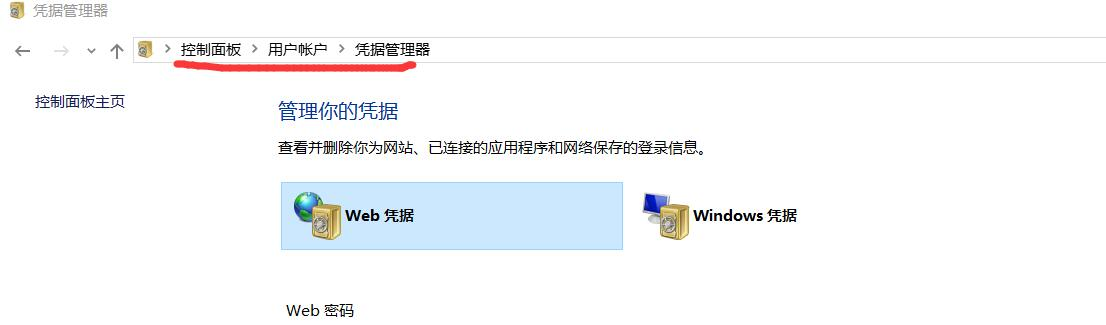 凭据管理器
控制面板 用户帐户 凭据管理器
控制面板主页
管理你的凭据
查看并删除你为网站、已连接的应用程序和网络保存的登录信息。
Web 凭据 Windows 凭据
Web 密码